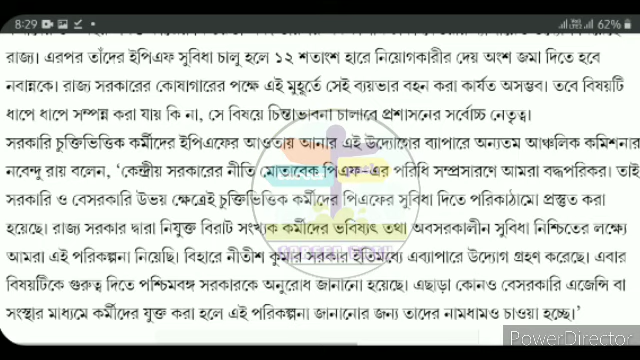 8:29
62%
রাজ্য। এরপর তাঁদের ইপিএফ সুবিধা চালু হলে ১২ শতাংশ হারে নিয়োগকারীর দেয় অংশ জমা দিতে হবে
নবান্নকে। রাজ্য সরকারের কোষাগারের পক্ষে এই মুহূর্তে সেই ব্যয়ভার বহন করা কার্যত অসম্ভব। তবে বিষয়টি
ধাপে ধাপে সম্পন্ন করা যায় কি না, সে বিষয়ে চিন্তাভাবনা চালাবে প্রশাসনের সর্বোচ্চ নেতৃত্ব।
সরকারি চুক্তিভিত্তিক কর্মীদের ইপিএফের আওতায় আনার এই উদ্যোগের ব্যাপারে অন্যতম আঞ্চলিক কমিশনার
নবেন্দু রায় বলেন, ‘কেন্দ্রীয় সরকারের নীতি মোতাবেক পিএফ-এর পরিধি সম্প্রসারণে আমরা বদ্ধপরিকর। তাই
সরকারি ও বেসরকারি উভয় ক্ষেত্রেই চুক্তিভিত্তিক কর্মীদের পিএফের সুবিধা দিতে পরিকাঠামো প্রস্তুত করা
হয়েছে। রাজ্য সরকার দ্বারা নিযুক্ত বিরাট সংখ্যক কর্মীদের ভবিষ্যৎ তথা অবসরকালীন সুবিধা নিশ্চিতের লক্ষ্যে
আমরা এই পরিকল্পনা নিয়েছি। বিহারে নীতীশ কুমার সরকার ইতিমধ্যে এব্যাপারে উদ্যোগ গ্রহণ করেছে। এবার
বিষয়টিকে গুরুত্ব দিতে পশ্চিমবঙ্গ সরকারকে অনুরোধ জানানো হয়েছে। এছাড়া কোনও বেসরকারি এজেন্সি বা
সংস্থার মাধ্যমে কর্মীদের যুক্ত করা হলে এই পরিকল্পনা জানানোর জন্য তাদের নামধামও চাওয়া হচ্ছে।’
PowerDirector